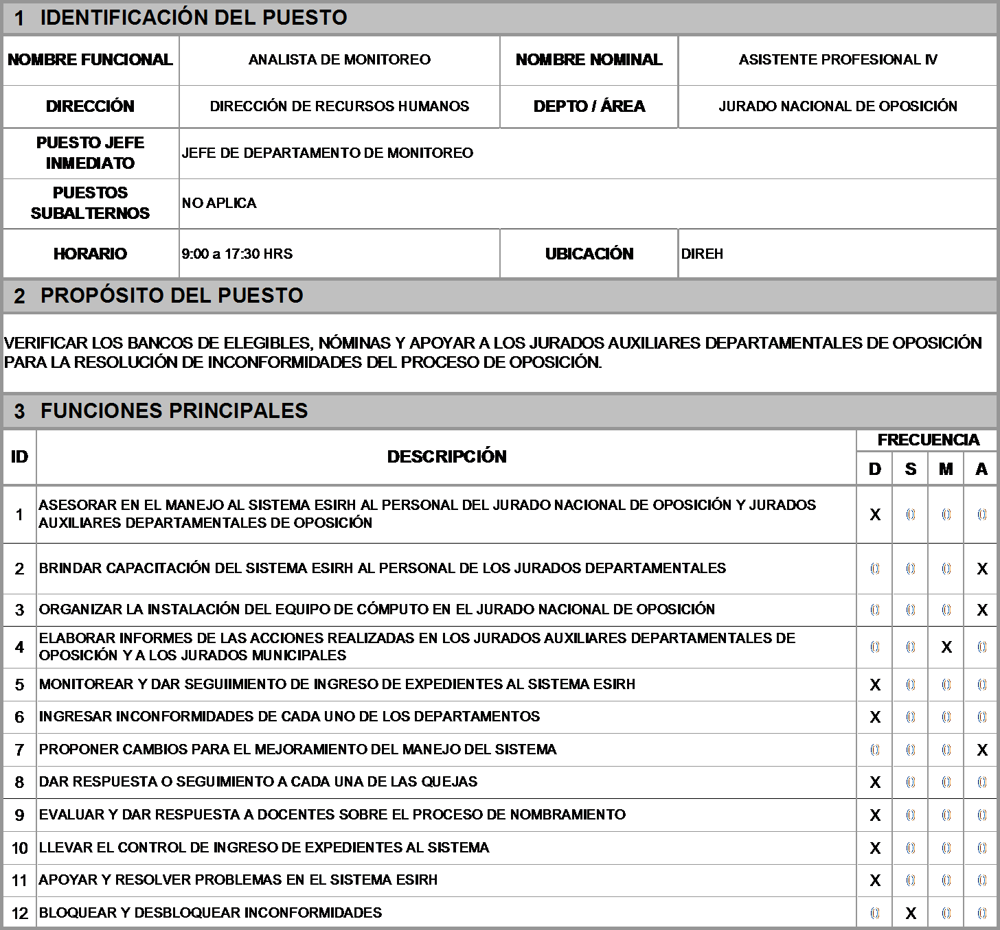 1 IDENTIFICACIÓN DEL PUESTO
NOMBRE FUNCIONAL ANALISTA DE MONITOREO NOMBRE NOMINAL ASISTENTE PROFESIONAL IV
DIRECCIÓN DIRECCIÓN DE RECURSOS HUMANOS DEPTO / ÁREA JURADO NACIONAL DE OPOSICIÓN
PUESTO JEFE
INMEDIATO
JEFE DE DEPARTAMENTO DE MONITOREO
PUESTOS
SUBALTERNOS
NO APLICA
HORARIO 9:00 a 17:30 HRS UBICACIÓN DIREH
2 PROPÓSITO DEL PUESTO
VERIFICAR LOS BANCOS DE ELEGIBLES, NÓMINAS Y APOYAR A LOS JURADOS AUXILIARES DEPARTAMENTALES DE OPOSICIÓN
PARA LA RESOLUCIÓN DE INCONFORMIDADES DEL PROCESO DE OPOSICIÓN.
3 FUNCIONES PRINCIPALES
ID DESCRIPCIÓN FRECUENCIA
D S M A
1 ASESORAR EN EL MANEJO AL SISTEMA ESIRH AL PERSONAL DEL JURADO NACIONAL DE OPOSICIÓN Y JURADOS
AUXILIARES DEPARTAMENTALES DE OPOSICIÓN
X 0 0 0
2 BRINDAR CAPACITACIÓN DEL SISTEMA ESIRH AL PERSONAL DE LOS JURADOS DEPARTAMENTALES 0 0 0 X
3 ORGANIZAR LA INSTALACIÓN DEL EQUIPO DE CÓMPUTO EN EL JURADO NACIONAL DE OPOSICIÓN 0 0 0 X
4 ELABORAR INFORMES DE LAS ACCIONES REALIZADAS EN LOS JURADOS AUXILIARES DEPARTAMENTALES DE
OPOSICIÓN Y A LOS JURADOS MUNICIPALES
0 0 X 0
5 MONITOREAR Y DAR SEGUIIMIENTO DE INGRESO DE EXPEDIENTES AL SISTEMA ESIRH X 0 0 0
6 INGRESAR INCONFORMIDADES DE CADA UNO DE LOS DEPARTAMENTOS X 0 0 0
7 PROPONER CAMBIOS PARA EL MEJORAMIENTO DEL MANEJO DEL SISTEMA 0 0 0 X
8 DAR RESPUESTA O SEGUIMIENTO A CADA UNA DE LAS QUEJAS X 0 0 0
9 EVALUAR Y DAR RESPUESTA A DOCENTES SOBRE EL PROCESO DE NOMBRAMIENTO X 0 0 0
10 LLEVAR EL CONTROL DE INGRESO DE EXPEDIENTES AL SISTEMA X 0 0 0
11 APOYAR Y RESOLVER PROBLEMAS EN EL SISTEMA ESIRH X 0 0 0
12 BLOQUEAR Y DESBLOQUEAR INCONFORMIDADES 0 X 0 0